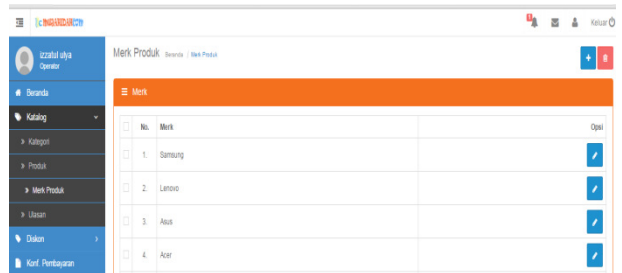 1
Keluar
izzatul ulya
Operator
Merk Produk Beranda / Merk Produk
Beranda
Merk
Katalog
No. Merk Opsi
Kategori
1. Samsung
Produk
Merk Produk
2. Lenovo
Ulasan
3. Asus
Diskon
4. Acer
Konf. Pembayaran